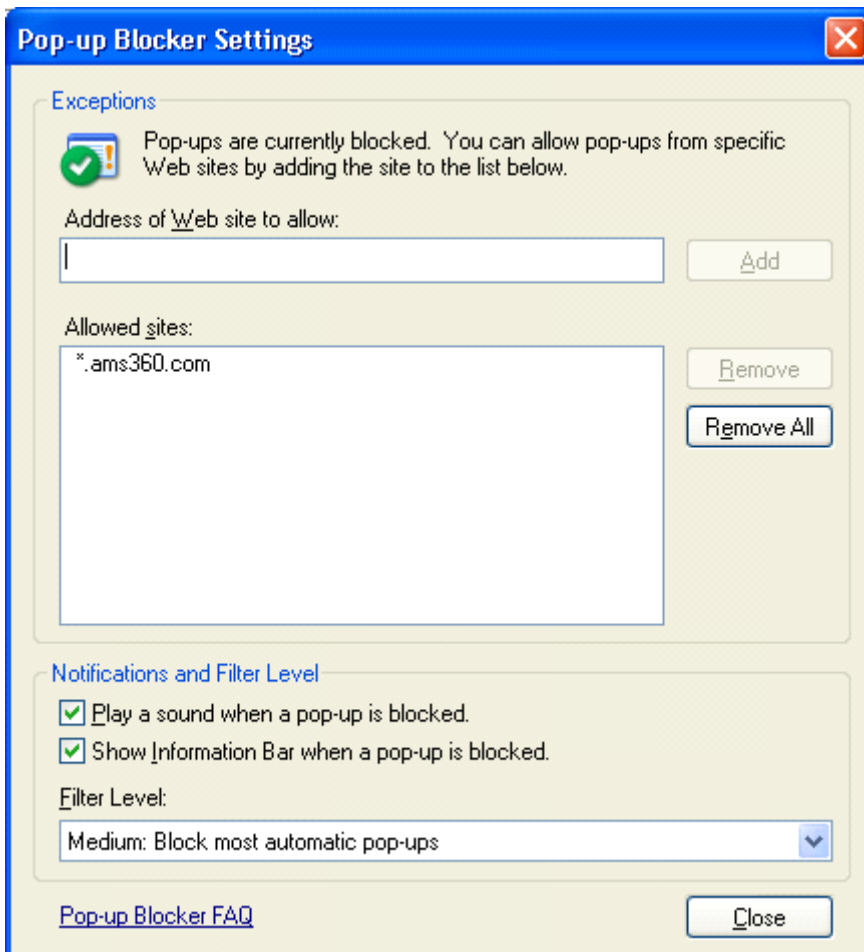 Pop-up Blocker Settings
Exceptions
Pop-ups are currently blocked. You can allow pop-ups from specific
Web sites by adding the site to the list below.
Address of Web site to allow:
Add
Allowed sites:
*.ams360.com
Remove
Remove All
Notifications and Filter Level
Play a sound when a pop-up is blocked.
Show Information Bar when a pop-up is blocked.
Filter Level:
Medium: Block most automatic pop-ups
Pop-up Blocker FAQ
Close